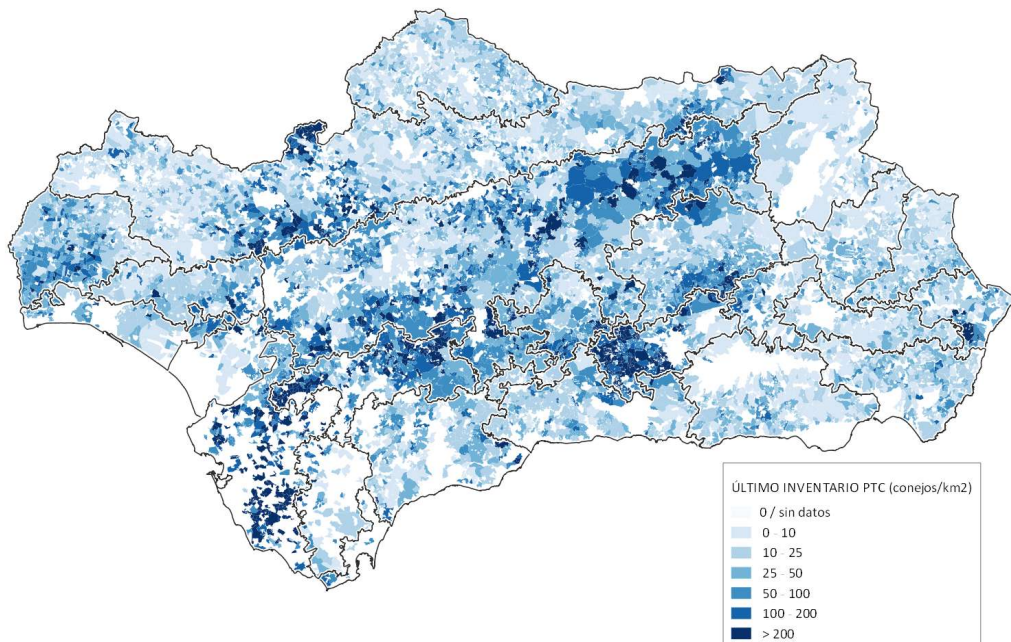 ÚLTIMO INVENTARIO PTC (conejos/km2)
0 / sin datos
0 - 10
10 - 25
25 - 50
50 - 100
100 - 200
> 200